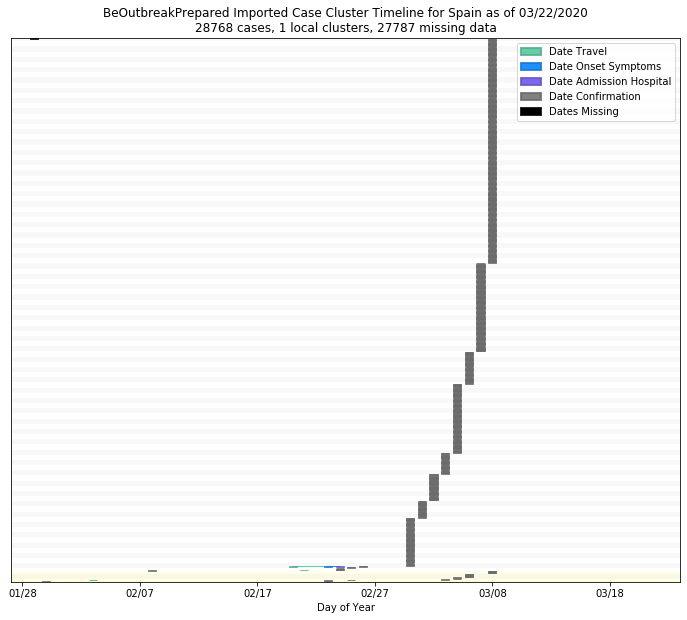 BeOutbreakPrepared Imported Case Cluster Timeline for Spain as of 03/22/2020
28768 cases, 1 local clusters, 27787 missing data
Date Travel
Date Onset Symptoms
Date Admission Hospital
Date Confirmation
Dates Missing
01/28 02/07 02/17 02/27 03/08 03/18
Day of Year